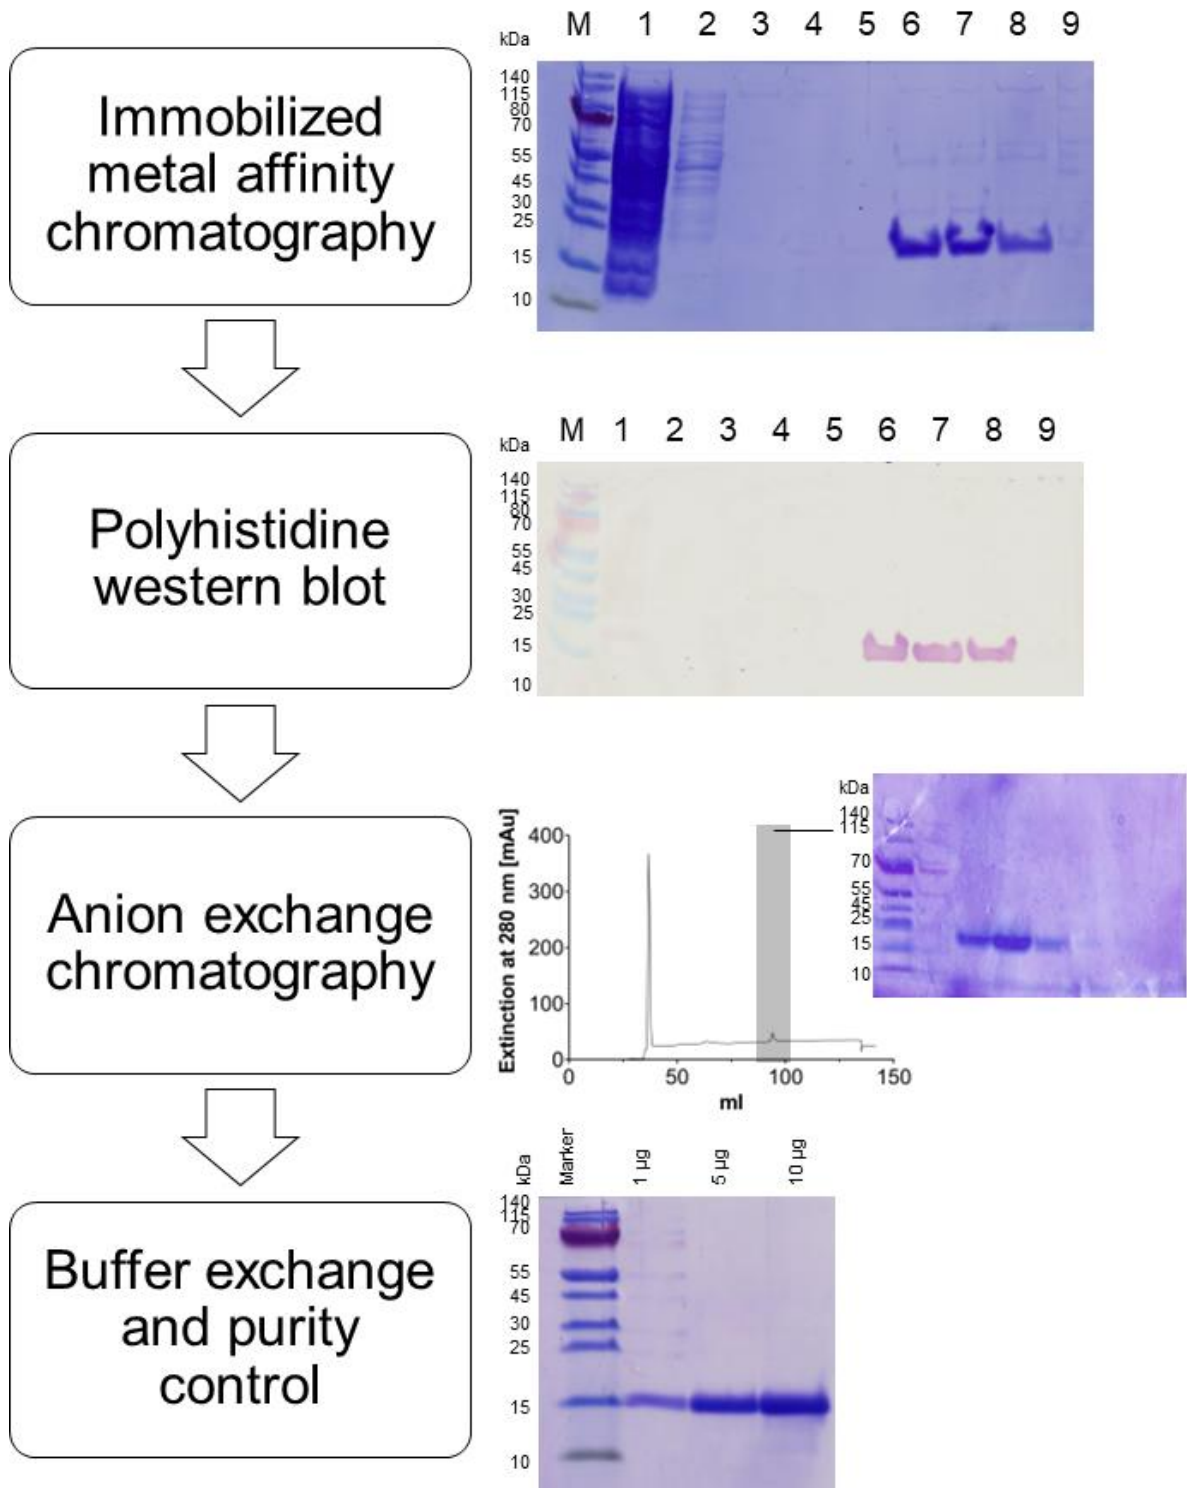 M 1 2 3 4 5 6 7 8 9
kDa
140
115
80
70
55
45
30
25
15
10
Immobilized
metal affinity
chromatography
M 1 2 3 4 5 6 7 8 9
kDa
140
115
80
70
55
45
30
25
15
10
Polyhistidine
western blot
Anion exchange
chromatography
Extinction at 280 nm [mAu]
400
300
200
100
0
0 50 100 150
ml
kDa
140
115
70
55
45
25
15
10
Buffer exchange
and purity
control
kDa
Marker
1 µg
5 µg
10 µg
140
115
70
55
45
30
25
15
10